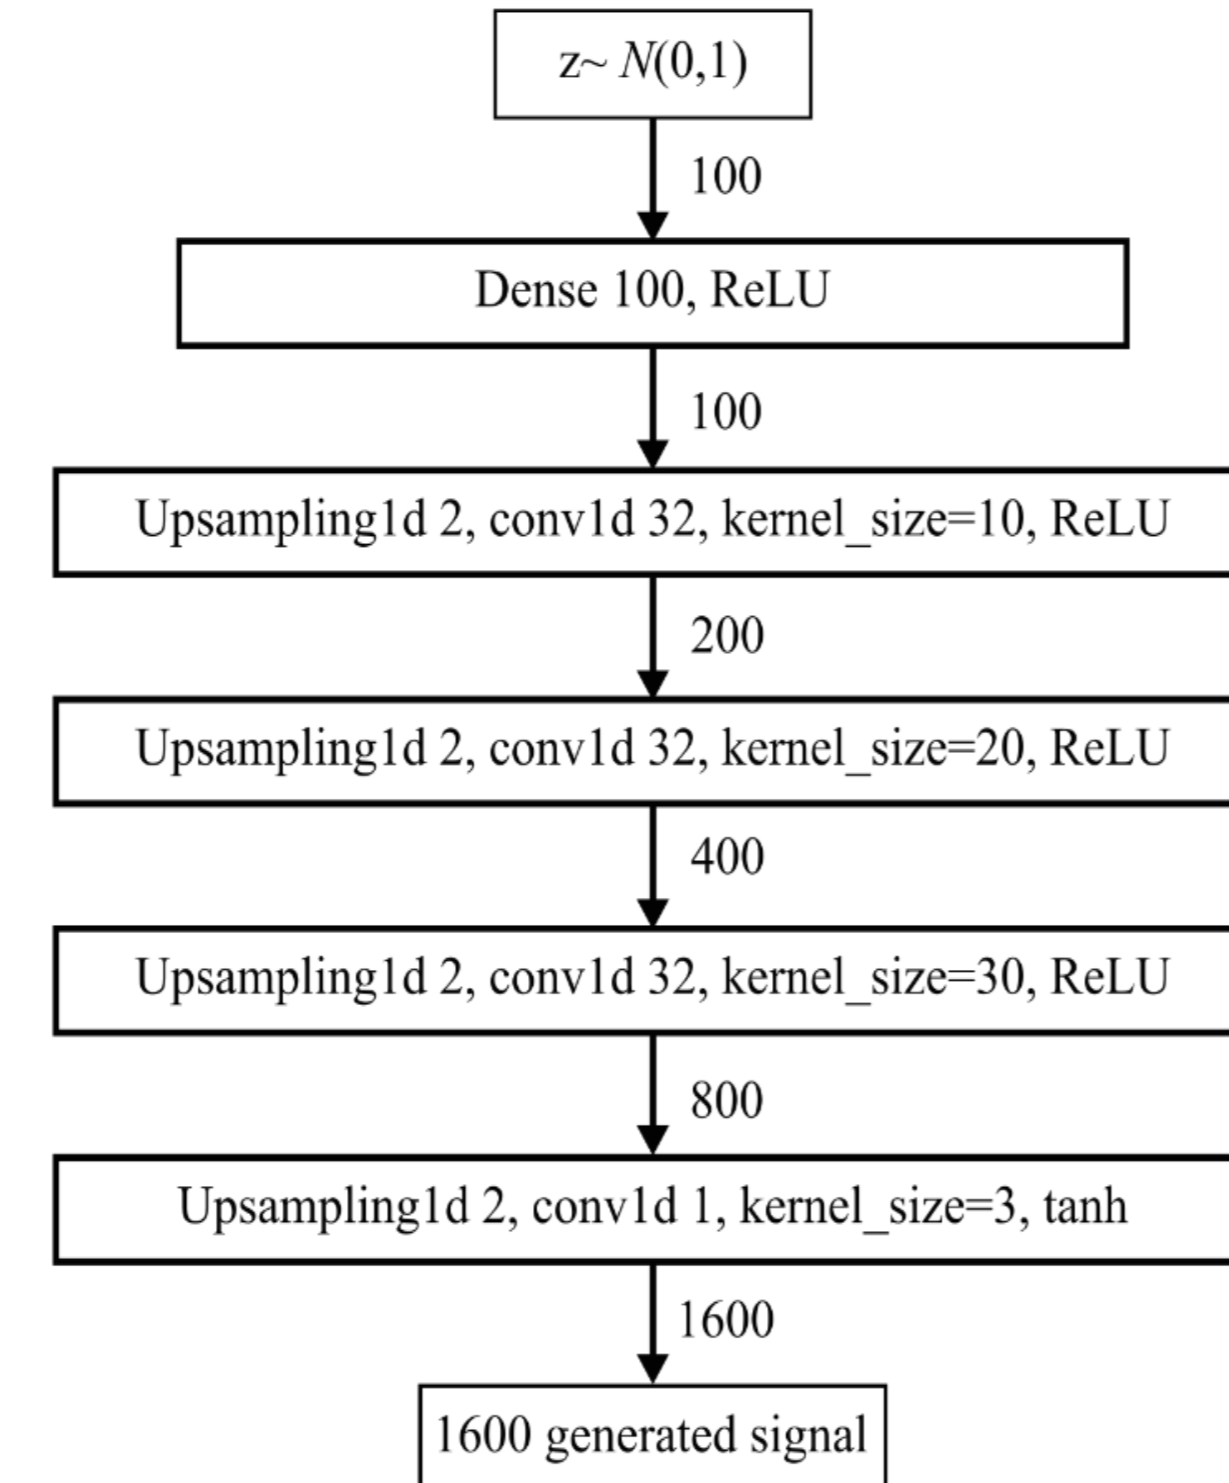 z~ N(0,1)
100
Dense 100, ReLU
100
Upsampling1d 2, conv1d 32, kernel_size=10, ReLU
200
Upsampling1d 2, conv1d 32, kernel_size=20, ReLU
400
Upsampling1d 2, conv1d 32, kernel_size=30, ReLU
800
Upsampling1d 2, conv1d 1, kernel_size=3, tanh
1600
1600 generated signal